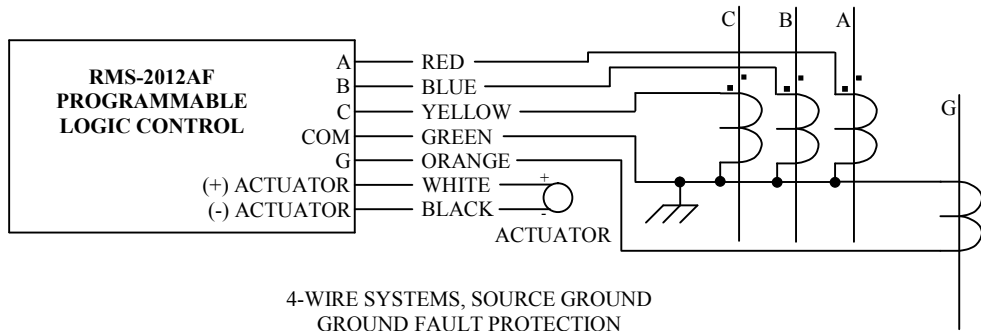 C B A
RMS-2012AF
PROGRAMMABLE
LOGIC CONTROL
A RED
B BLUE
C YELLOW
COM GREEN
G ORANGE
(+) ACTUATOR WHITE +
(-) ACTUATOR BLACK -
ACTUATOR
G
4-WIRE SYSTEMS, SOURCE GROUND
GROUND FAULT PROTECTION